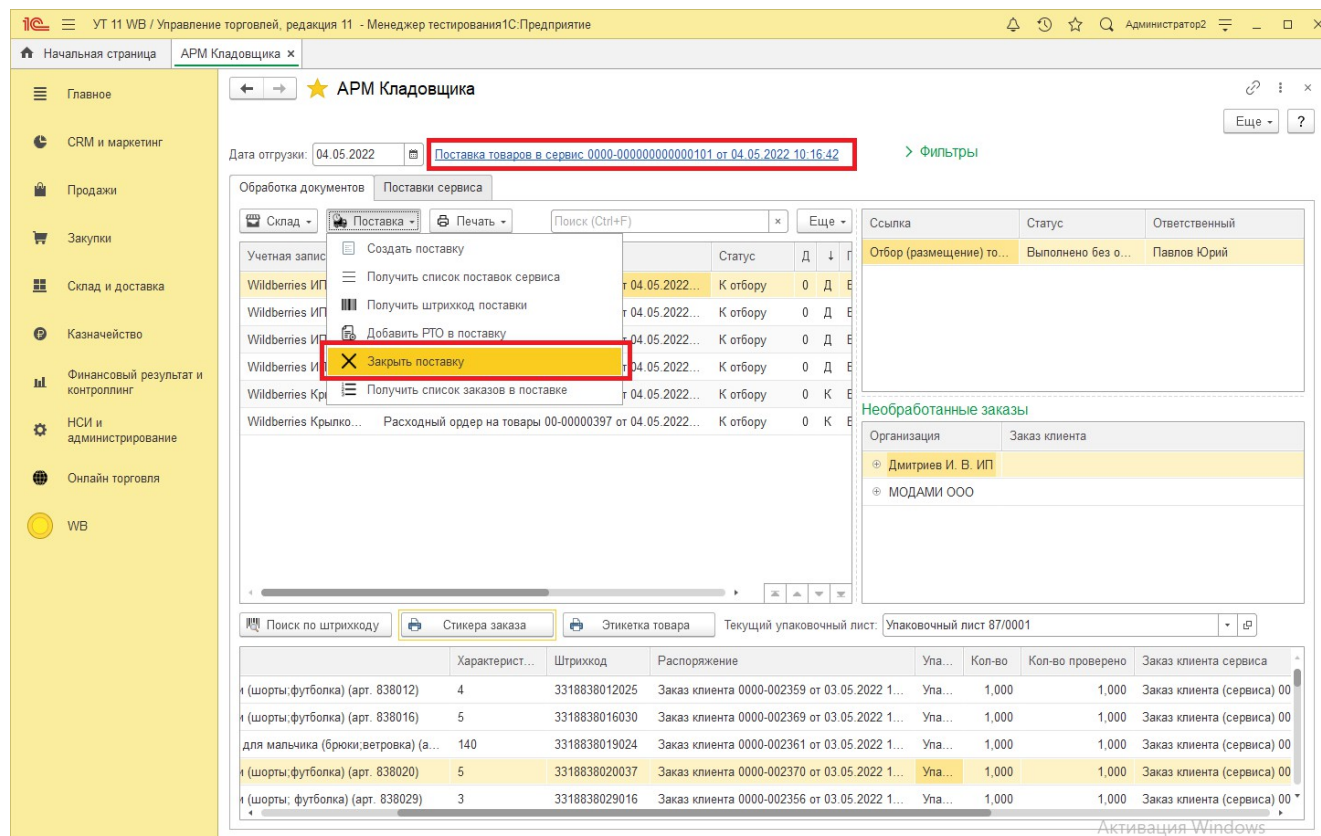 1С УТ 11 WB / Управление торговлей, редакция 11 - Менеджер тестирования1С:Предприятие Администратор2
Начальная страница АРМ Кладовщика ×
Главное
CRM и маркетинг
Продажи
Закупки
Склад и доставка
Казначейство
Финансовый результат и
контроллинг
НСИ и
администрирование
Онлайн торговля
WB
АРМ Кладовщика
Еще ?
Дата отгрузки: 04.05.2022 Поставка товаров в сервис 0000-000000000000101 от 04.05.2022 10:16:42 > Фильтры
Обработка документов Поставки сервиса
Склад Поставка Печать Поиск (Ctrl+F) × Еще
Создать поставку
Получить список поставок сервиса
Получить штрихкод поставки
Добавить РТО в поставку
Закрыть поставку
Получить список заказов в поставке
Учетная запис Статус Д ↓
Wildberries ИП т 04.05.2022... К отбору 0 Д
Wildberries ИП т 04.05.2022... К отбору 0 Д
Wildberries ИП т 04.05.2022... К отбору 0 Д
Wildberries ИП т 04.05.2022... К отбору 0 Д
Wildberries Кры т 04.05.2022... К отбору 0 К
Wildberries Крылко... Расходный ордер на товары 00-00000397 от 04.05.2022... К отбору 0 К
Ссылка Статус Ответственный
Отбор (размещение) то... Выполнено без о... Павлов Юрий
Необработанные заказы
Организация Заказ клиента
Дмитриев И. В. ИП
МОДАМИ ООО
Поиск по штрихкоду Стикера заказа Этикетка товара Текущий упаковочный лист: Упаковочный лист 87/0001
Характерист... Штрихкод Распоряжение Упа... Кол-во Кол-во проверено Заказ клиента сервиса
и (шорты;футболка) (арт. 838012) 4 3318838012025 Заказ клиента 0000-002359 от 03.05.2022 1... Упа... 1,000 1,000 Заказ клиента (сервиса) 00
и (шорты;футболка) (арт. 838016) 5 3318838016030 Заказ клиента 0000-002369 от 03.05.2022 1... Упа... 1,000 1,000 Заказ клиента (сервиса) 00
для мальчика (брюки;ветровка) (а... 140 3318838019024 Заказ клиента 0000-002361 от 03.05.2022 1... Упа... 1,000 1,000 Заказ клиента (сервиса) 00
и (шорты;футболка) (арт. 838020) 5 3318838020037 Заказ клиента 0000-002370 от 03.05.2022 1... Упа... 1,000 1,000 Заказ клиента (сервиса) 00
и (шорты; футболка) (арт. 838029) 3 3318838029016 Заказ клиента 0000-002356 от 03.05.2022 1... Упа... 1,000 1,000 Заказ клиента (сервиса) 00
Активация Windows